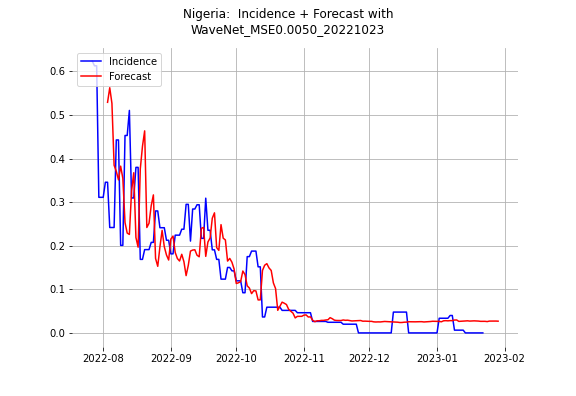 Nigeria:  Incidence + Forecast with
WaveNet_MSE0.0050_20221023
Incidence
Forecast
0.6
0.5
0.4
0.3
0.2
0.1
0.0
2022-08 2022-09 2022-10 2022-11 2022-12 2023-01 2023-02